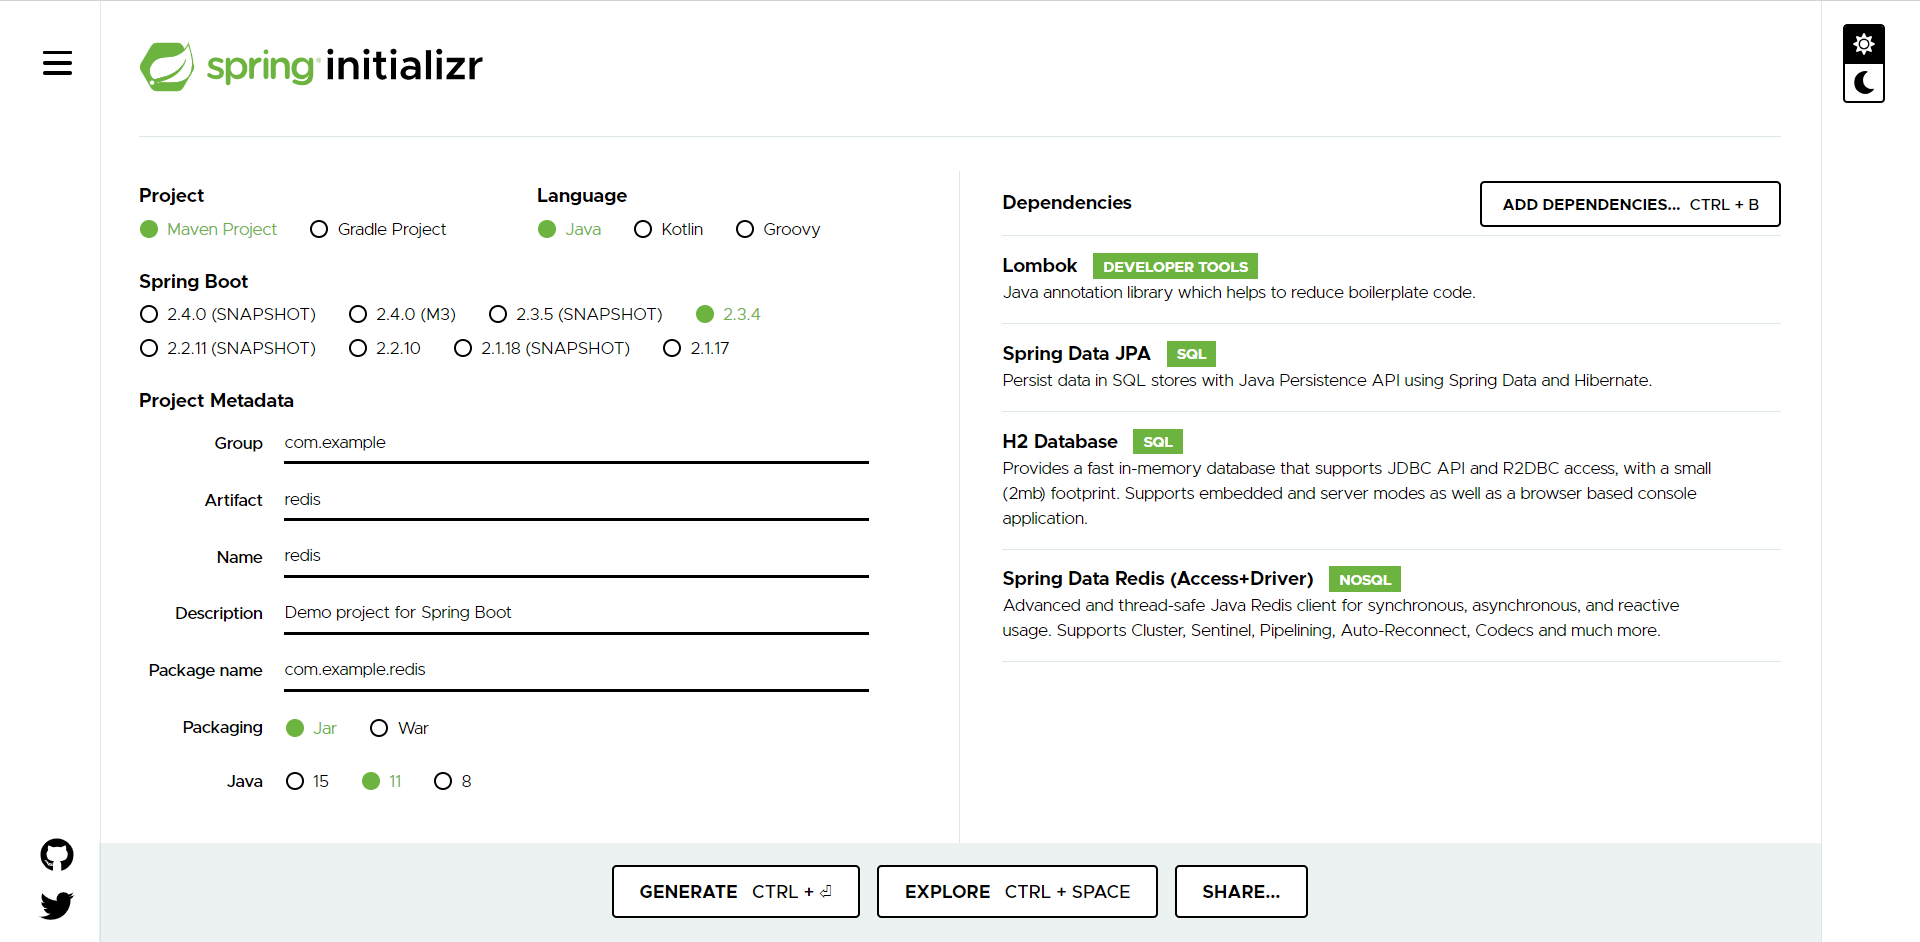 spring initializr
Project
Maven Project Gradle Project
Language
Java Kotlin Groovy
Spring Boot
2.4.0 (SNAPSHOT) 2.4.0 (M3) 2.3.5 (SNAPSHOT) 2.3.4
2.2.11 (SNAPSHOT) 2.2.10 2.1.18 (SNAPSHOT) 2.1.17
Project Metadata
Group com.example
Artifact redis
Name redis
Description Demo project for Spring Boot
Package name com.example.redis
Packaging Jar War
Java 15 11 8
Dependencies
ADD DEPENDENCIES... CTRL + B
Lombok DEVELOPER TOOLS
Java annotation library which helps to reduce boilerplate code.
Spring Data JPA SQL
Persist data in SQL stores with Java Persistence API using Spring Data and Hibernate.
H2 Database SQL
Provides a fast in-memory database that supports JDBC API and R2DBC access, with a small
(2mb) footprint. Supports embedded and server modes as well as a browser based console
application.
Spring Data Redis (Access+Driver) NOSQL
Advanced and thread-safe Java Redis client for synchronous, asynchronous, and reactive
usage. Supports Cluster, Sentinel, Pipelining, Auto-Reconnect, Codecs and much more.
GENERATE CTRL + ⏎
EXPLORE CTRL + SPACE
SHARE...